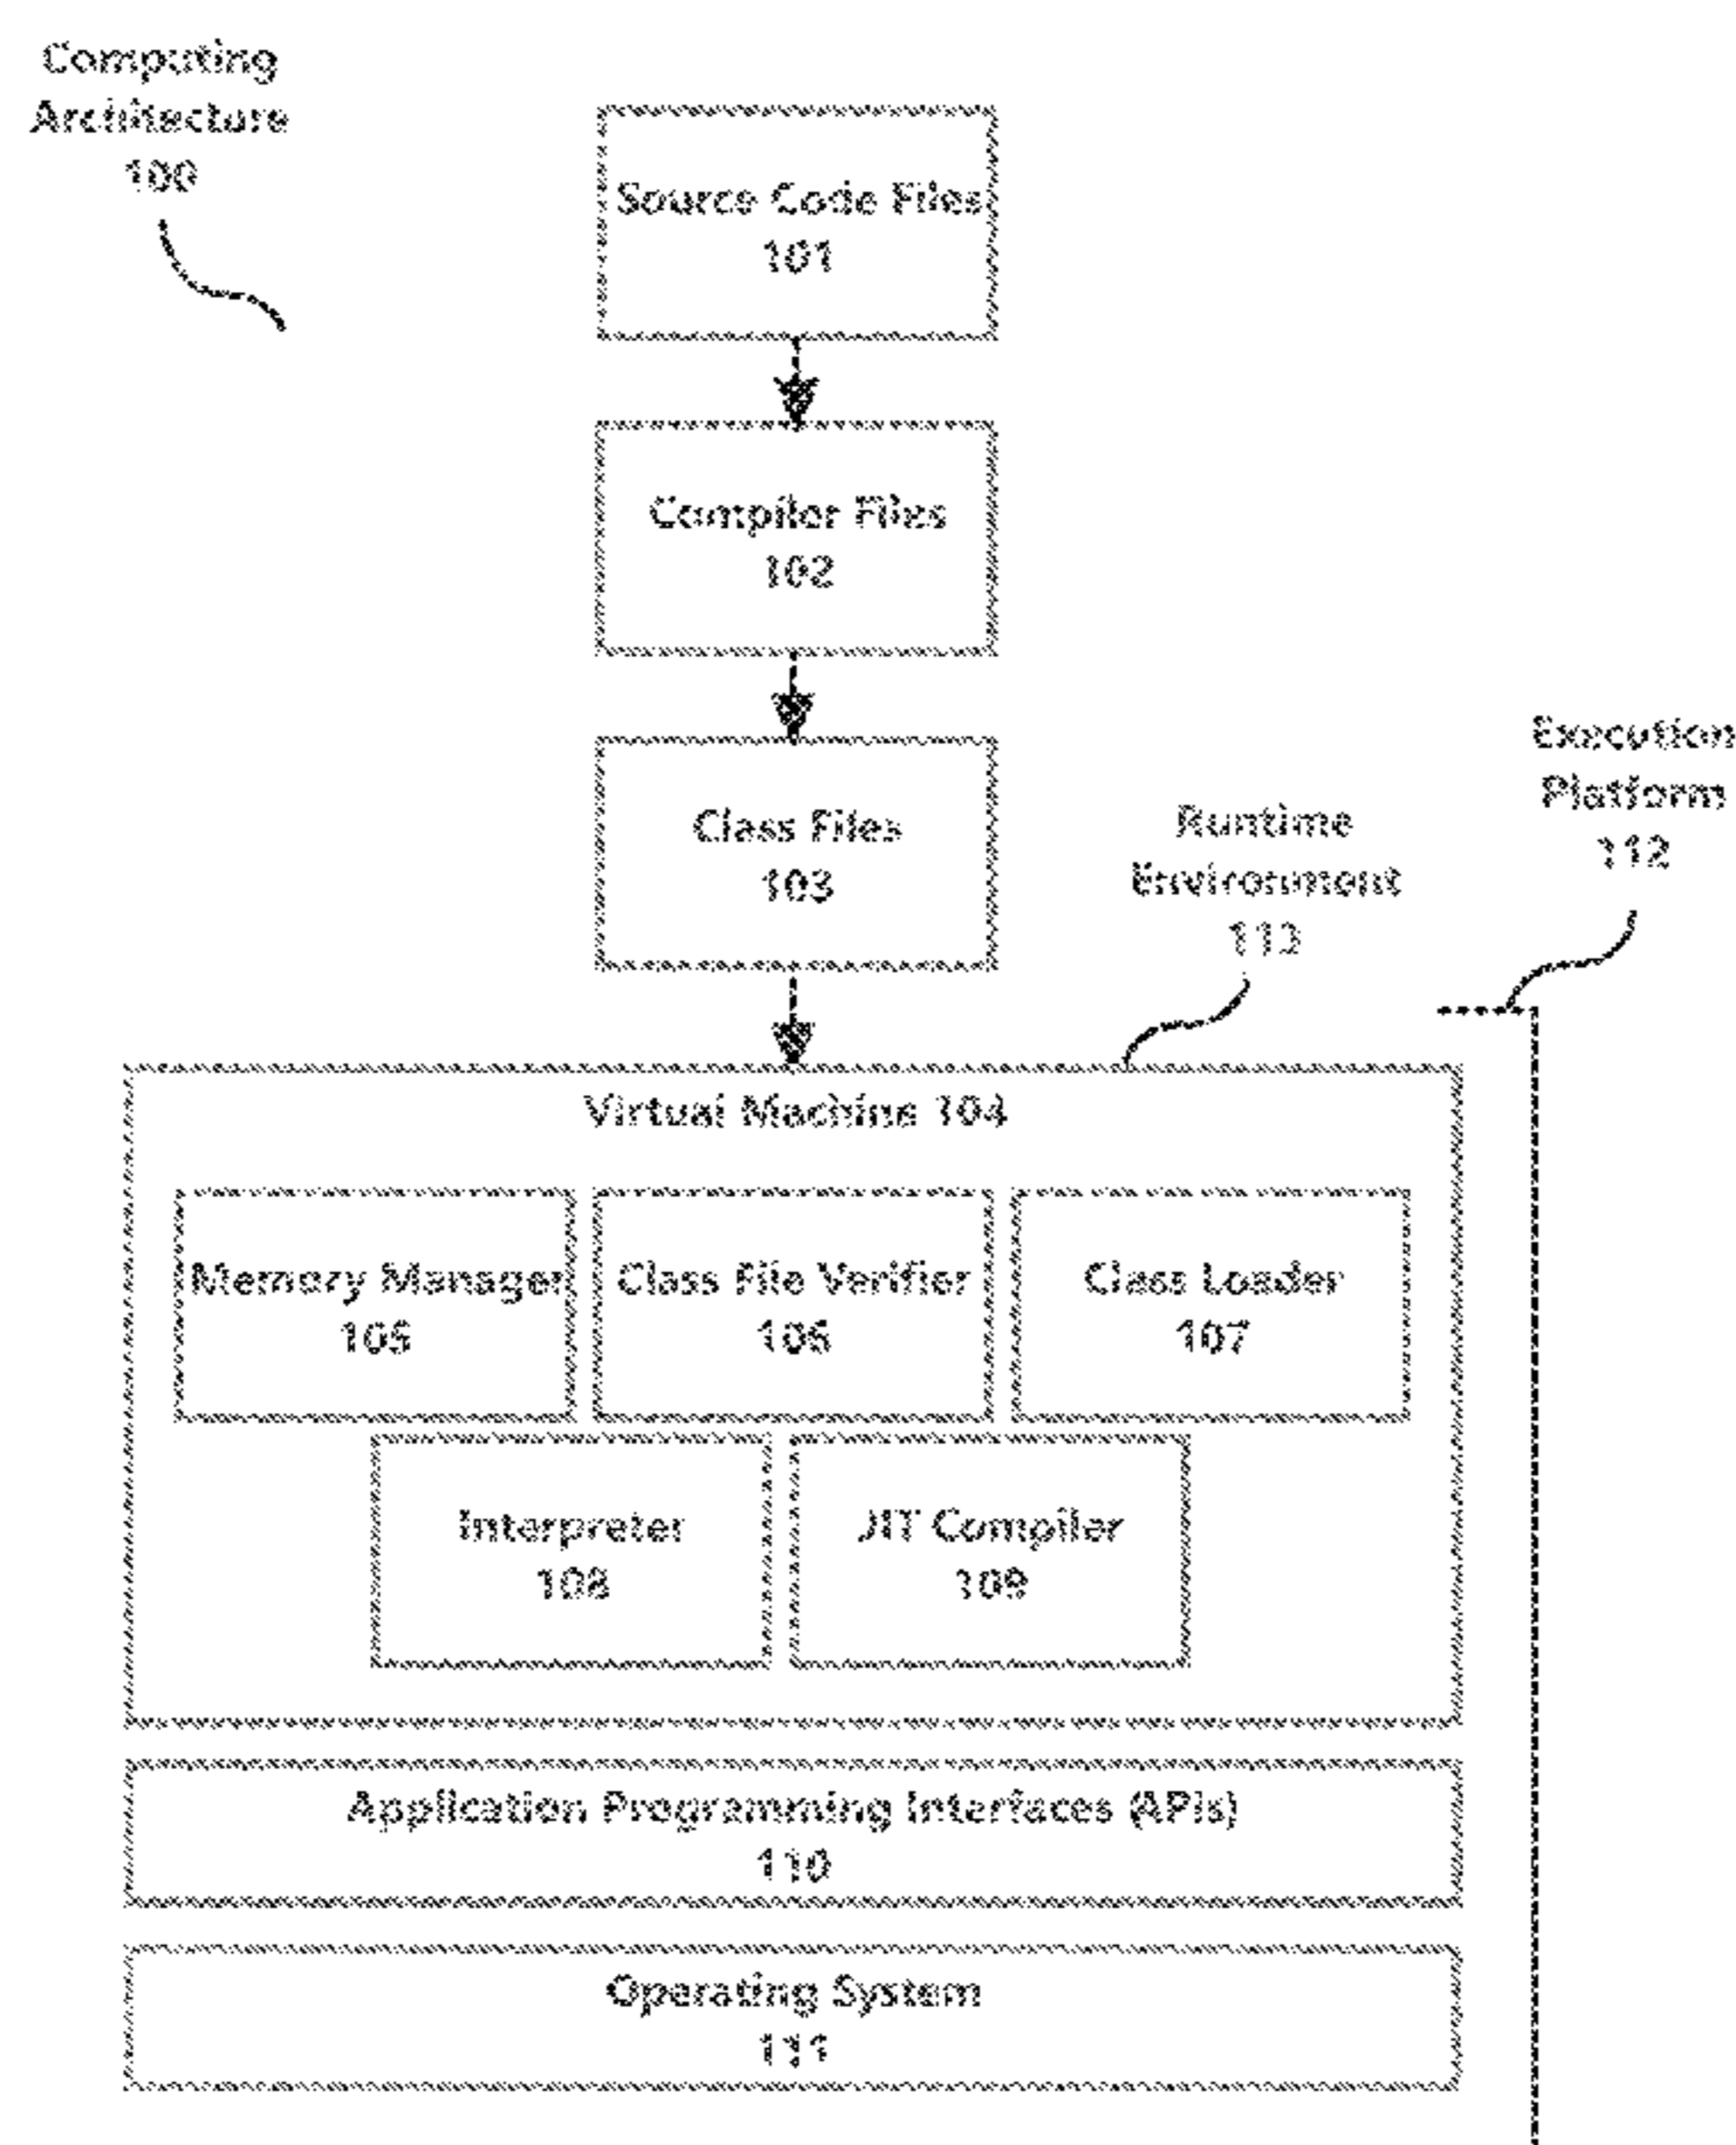 Computing
Architecture
100
Source Code Files
101
Compiler Files
102
Class Files
103
Runtime
Environment
113
Execution
Platform
112
Virtual Machine 104
Memory Manager
105
Class File Verifier
106
Class Loader
107
Interpreter
108
JIT Compiler
109
Application Programming Interfaces (APIs)
110
Operating System
111